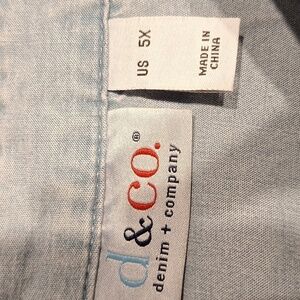 US 5X
MADE IN
CHINA
d & co.®
denim + company